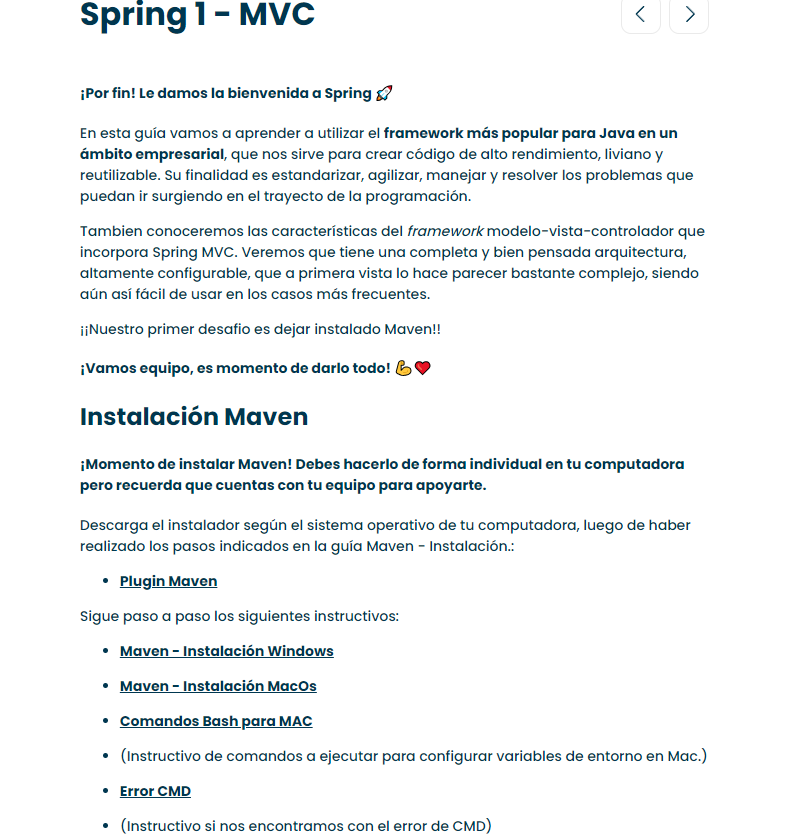 Spring 1 - MVC
¡Por fin! Le damos la bienvenida a Spring 🚀
En esta guía vamos a aprender a utilizar el framework más popular para Java en un
ámbito empresarial, que nos sirve para crear código de alto rendimiento, liviano y
reutilizable. Su finalidad es estandarizar, agilizar, manejar y resolver los problemas que
puedan ir surgiendo en el trayecto de la programación.
Tambien conoceremos las características del framework modelo-vista-controlador que
incorpora Spring MVC. Veremos que tiene una completa y bien pensada arquitectura,
altamente configurable, que a primera vista lo hace parecer bastante complejo, siendo
aún así fácil de usar en los casos más frecuentes.
¡¡Nuestro primer desafio es dejar instalado Maven!!
¡Vamos equipo, es momento de darlo todo! 💪❤️
Instalación Maven
¡Momento de instalar Maven! Debes hacerlo de forma individual en tu computadora
pero recuerda que cuentas con tu equipo para apoyarte.
Descarga el instalador según el sistema operativo de tu computadora, luego de haber
realizado los pasos indicados en la guía Maven - Instalación.:
• Plugin Maven
Sigue paso a paso los siguientes instructivos:
• Maven - Instalación Windows
• Maven - Instalación MacOs
• Comandos Bash para MAC
• (Instructivo de comandos a ejecutar para configurar variables de entorno en Mac.)
• Error CMD
• (Instructivo si nos encontramos con el error de CMD)